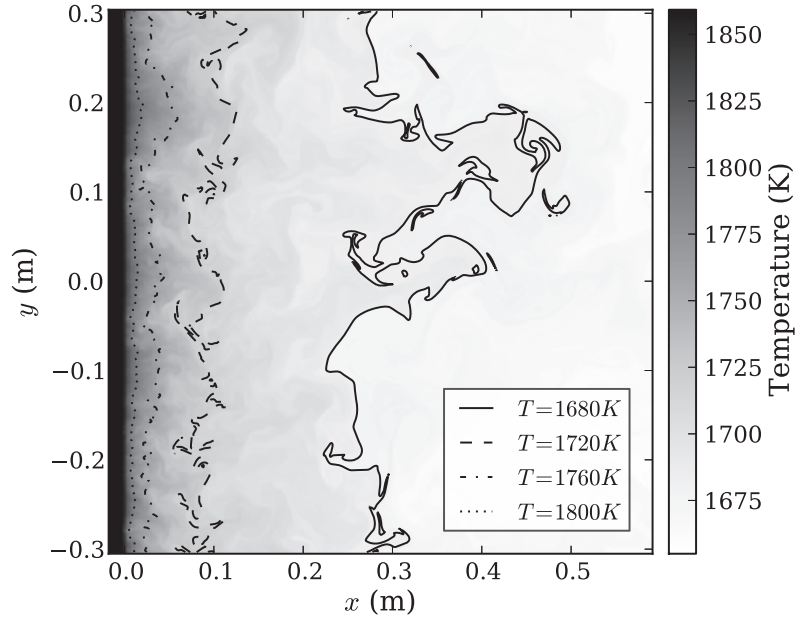 0.3
0.2
0.1
0.0
−0.1
−0.2
−0.3
y (m)
0.0 0.1 0.2 0.3 0.4 0.5
x (m)
T=1680K
T=1720K
T=1760K
T=1800K
1850
1825
1800
1775
1750
1725
1700
1675
Temperature (K)